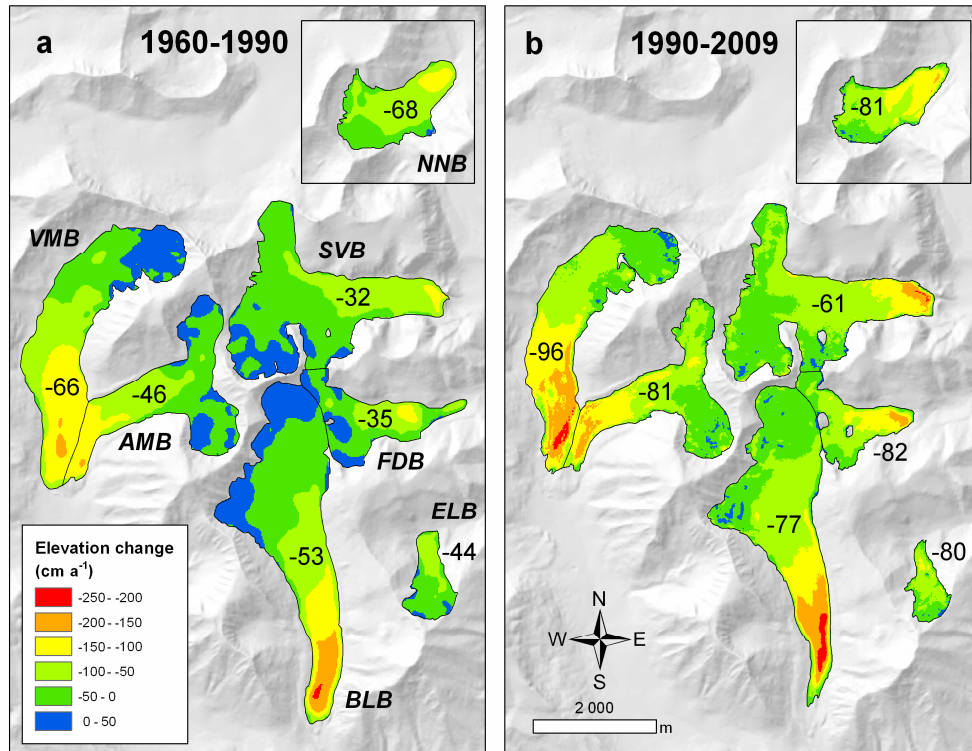 a
1960-1990
-68
NNB
VMB
SVB
-32
-66
-46
-35
AMB
FDB
ELB
-44
-53
BLB
Elevation change
(cm a⁻¹)
-250 - -200
-200 - -150
-150 - -100
-100 - -50
-50 - 0
0 - 50
b
1990-2009
-81
-61
-96
-81
-82
-77
-80
N
W E
S
2 000
m